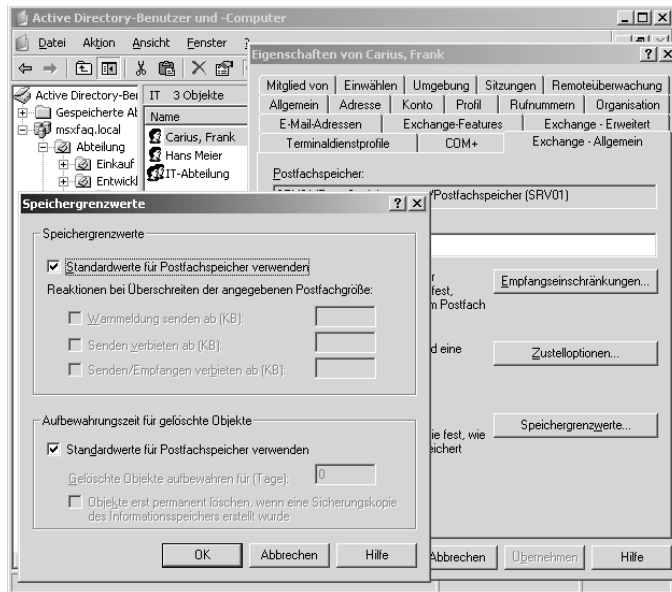 Active Directory-Benutzer und -Computer
Datei Aktion Ansicht Fenster ?
Eigenschaften von Carius, Frank
Active Directory-Ben
Gespeicherte Ab
msxfaq.local
Abteilung
Einkauf
Entwickl
IT 3 Objekte
Name
Carius, Frank
Hans Meier
IT-Abteilung
Mitglied von Einwählen Umgebung Sitzungen Remoteüberwachung
Allgemein Adresse Konto Profil Rufnummern Organisation
E-Mail-Adressen Exchange-Features Exchange - Erweitert
Terminaldienstprofile COM+ Exchange - Allgemein
Postfachspeicher:
/Postfachspeicher (SRV01)
fest,
m Postfach
Empfangseinschränkungen...
d eine
Zustelloptionen...
ie fest, wie
eichert
Speichergrenzwerte...
Abbrechen Übernehmen Hilfe
Speichergrenzwerte
Speichergrenzwerte
Standardwerte für Postfachspeicher verwenden
Reaktionen bei Überschreiten der angegebenen Postfachgröße:
Warnmeldung senden ab (KB):
Senden verbieten ab (KB):
Senden/Empfangen verbieten ab (KB):
Aufbewahrungszeit für gelöschte Objekte
Standardwerte für Postfachspeicher verwenden
Gelöschte Objekte aufbewahren für (Tage): 0
Objekte erst permanent löschen, wenn eine Sicherungskopie
des Informationsspeichers erstellt wurde
OK Abbrechen Hilfe